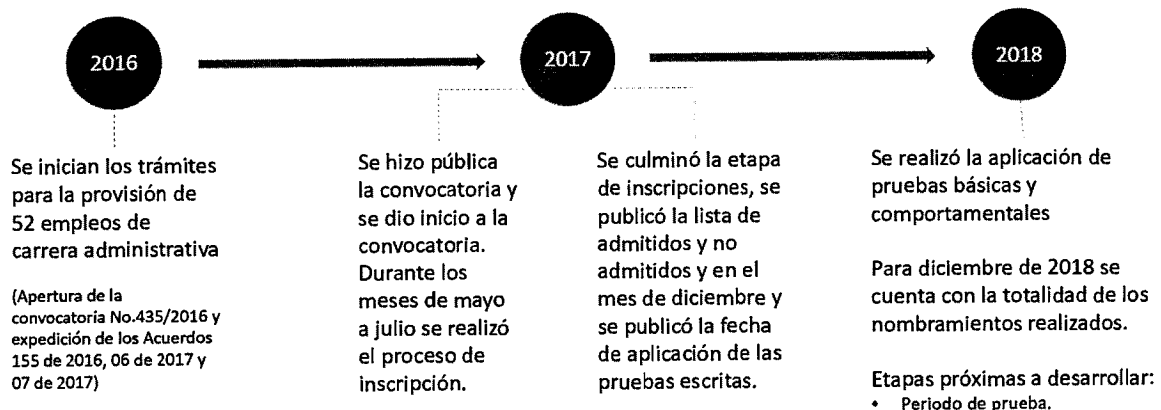 2016
2017
2018
Se inician los trámites
para la provisión de
52 empleos de
carrera administrativa
(Apertura de la
convocatoria No.435/2016 y
expedición de los Acuerdos
155 de 2016, 06 de 2017 y
07 de 2017)
Se hizo pública
la convocatoria y
se dio inicio a la
convocatoria.
Durante los
meses de mayo
a julio se realizó
el proceso de
inscripción.
Se culminó la etapa
de inscripciones, se
publicó la lista de
admitidos y no
admitidos y en el
mes de diciembre y
se publicó la fecha
de aplicación de las
pruebas escritas.
Se realizó la aplicación de
pruebas básicas y
comportamentales
Para diciembre de 2018 se
cuenta con la totalidad de los
nombramientos realizados.
Etapas próximas a desarrollar:
• Periodo de prueba.